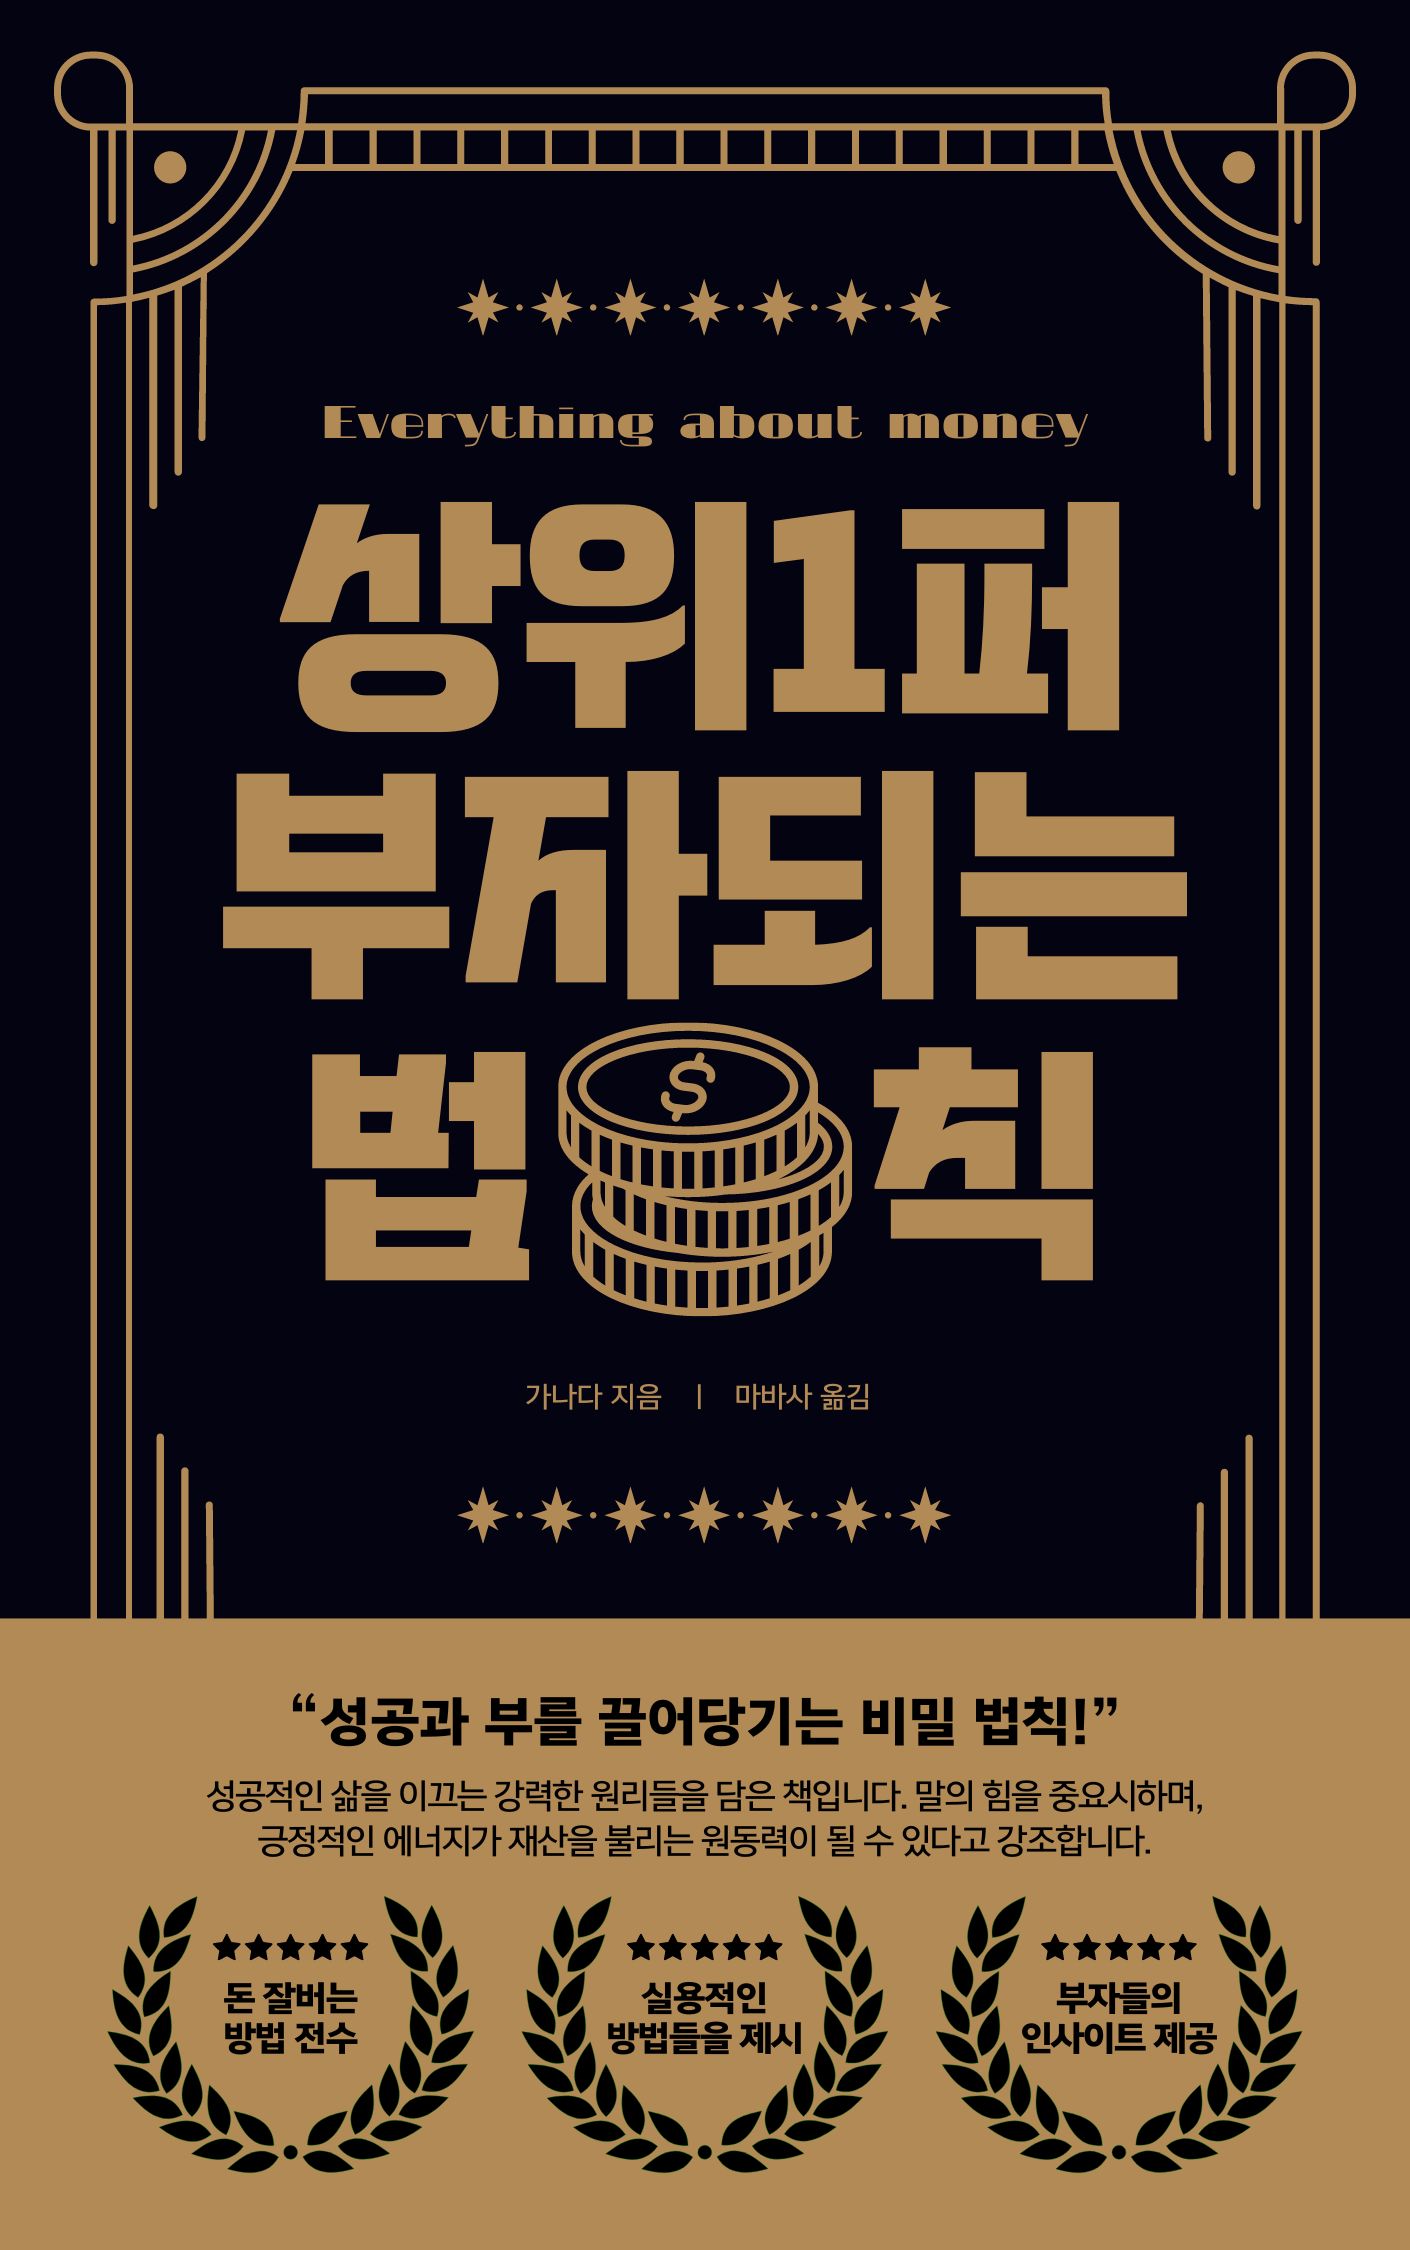 Everything about money
상위1퍼
부자되는
법칙
가나다 지음 | 마바사 옮김
“성공과 부를 끌어당기는 비밀 법칙!”
성공적인 삶을 이끄는 강력한 원리들을 담은 책입니다. 말의 힘을 중요시하며,
긍정적인 에너지가 재산을 불리는 원동력이 될 수 있다고 강조합니다.
돈 잘버는
방법 전수
실용적인
방법들을 제시
부자들의
인사이트 제공